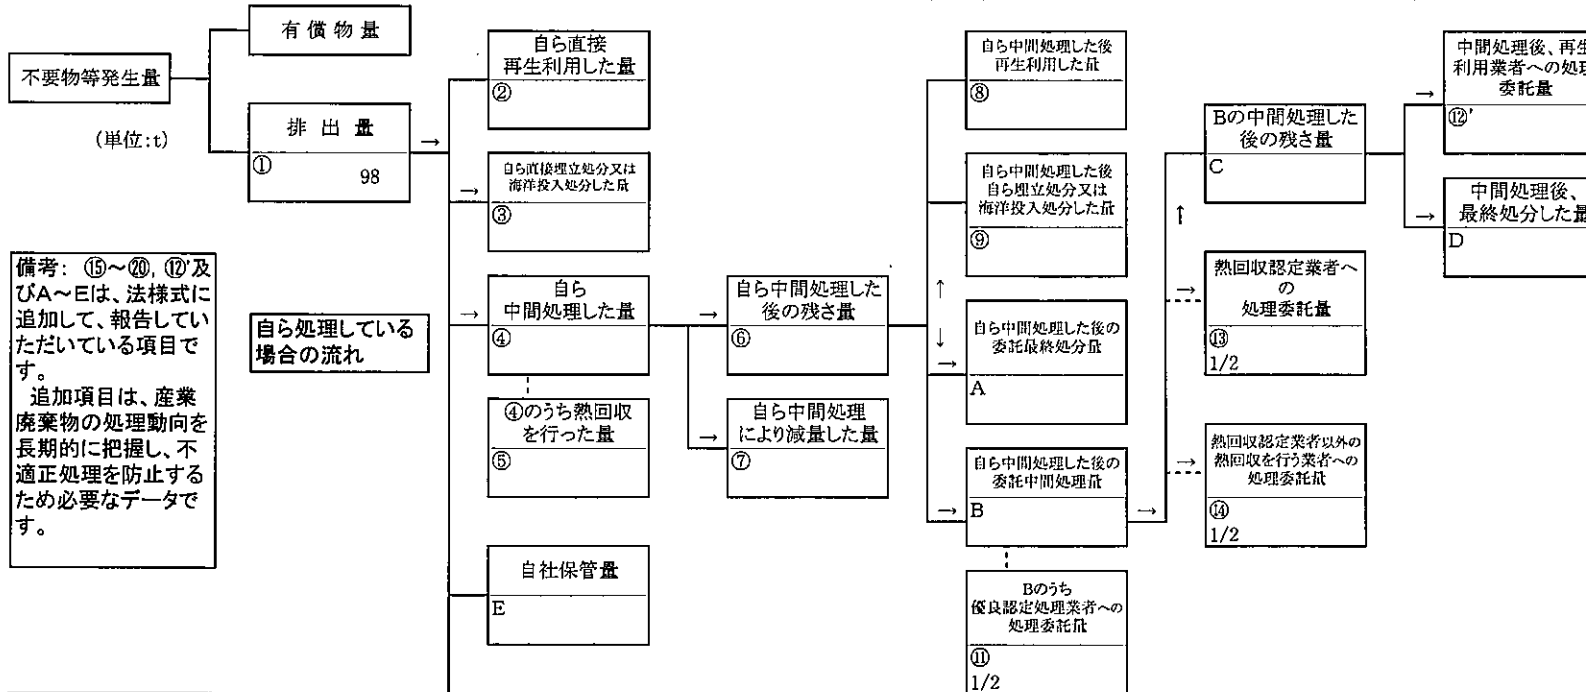 有償物量
不要物等発生量
(単位:t)
排出量
①
98
→
備考: ⑮~⑳, ⑫'及
びA~Eは、法様式に
追加して、報告してい
ただいている項目で
す。
追加項目は、産業
廃棄物の処理動向を
長期的に把握し、不
適正処理を防止する
ため必要なデータで
す。
自ら処理している
場合の流れ
自ら直接
再生利用した量
②
→
自ら直接埋立処分又は
海洋投入処分した量
③
→
自ら
中間処理した量
④
④のうち熱回収
を行った量
⑤
自社保管量
E
→
自ら中間処理した
後の残さ量
⑥
→
自ら中間処理
により減量した量
⑦
自ら中間処理した後
再生利用した量
⑧
自ら中間処理した後
自ら埋立処分又は
海洋投入処分した量
⑨
↑
↓
→
自ら中間処理した後の
委託最終処分量
A
→
自ら中間処理した後の
委託中間処理量
B
→
Bのうち
優良認定処理業者への
処理委託量
⑪
1/2
Bの中間処理した
後の残さ量
C
↑
→
熱回収認定業者へ
の
処理委託量
⑬
1/2
→
熱回収認定業者以外の
熱回収を行う業者への
処理委託量
⑭
1/2
→
中間処理後、再生
利用業者への処理
委託量
⑫'
→
中間処理後、
最終処分した量
D